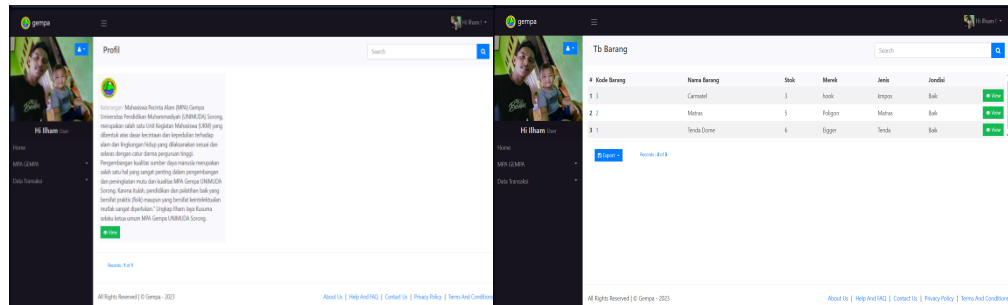 gempa
Hi Ilham !
Profil
Search
Keterangan: Mahasiswa Pecinta Alam (MPA) Gempa
Universitas Pendidikan Muhammadiyah (UNIMUDA) Sorong,
merupakan salah satu Unit Kegiatan Mahasiswa (UKM) yang
dibentuk atas dasar kecintaan dan kepedulian terhadap
alam dan lingkungan hidup yang dilaksanakan sesuai dan
selaras dengan catur darma perguruan tinggi.
Pengembangan kualitas sumber daya manusia merupakan
salah satu hal yang sangat penting dalam pengembangan
dan peningkatan mutu dan kualitas MPA Gempa UNIMUDA
Sorong. Karena itulah, pendidikan dan pelatihan baik yang
bersifat praktis (fisik) maupun yang bersifat keintelektualan
mutlak sangat diperlukan." Ungkap Ilham Jaya Kusuma
selaku ketua umum MPA Gempa UNIMUDA Sorong.
View
Records : 1 of 1
Hi Ilham User
Home
MPA GEMPA
Data Transaksi
All Rights Reserved | © Gempa - 2023
About Us | Help And FAQ | Contact Us | Privacy Policy | Terms And Conditions
gempa
Hi Ilham !
Tb Barang
Search
# Kode Barang Nama Barang Stok Merek Jenis Jondisi
1 3 Carmatel 3 hook kmpos Baik View
2 2 Matras 5 Poligon Matras Baik View
3 1 Tenda Dome 6 Eigger Tenda Baik View
Export
Records : 3 of 3
Hi Ilham User
Home
MPA GEMPA
Data Transaksi
All Rights Reserved | © Gempa - 2023
About Us | Help And FAQ | Contact Us | Privacy Policy | Terms And Condition